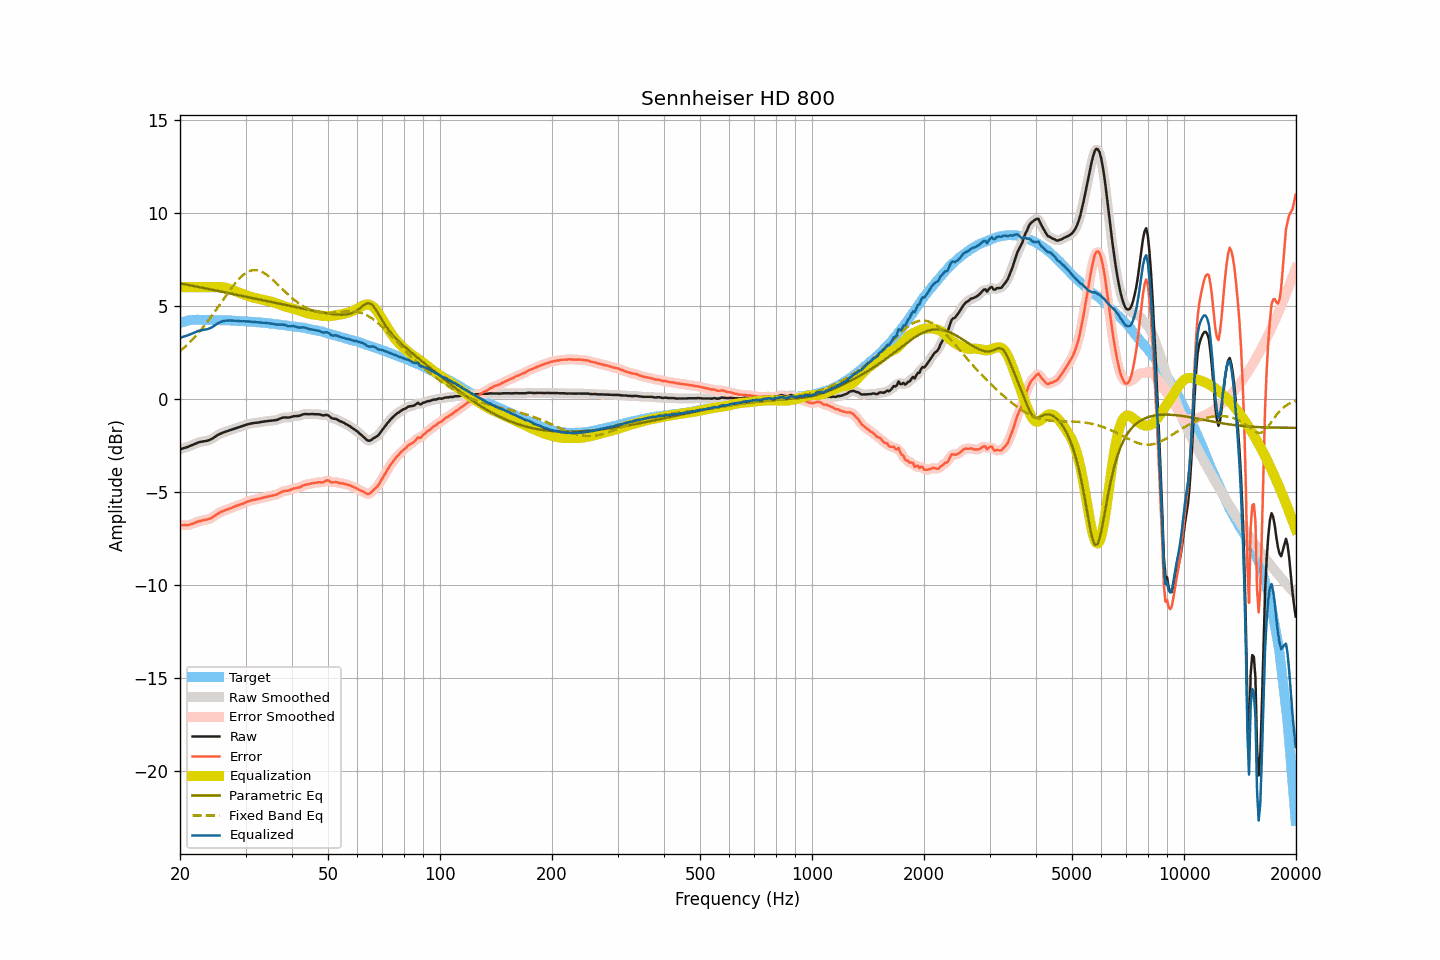 Sennheiser HD 800
15
10
5
0
−5
−10
−15
−20
Amplitude (dBr)
Target
Raw Smoothed
Error Smoothed
Raw
Error
Equalization
Parametric Eq
Fixed Band Eq
Equalized
20 50 100 200 500 1000 2000 5000 10000 20000
Frequency (Hz)